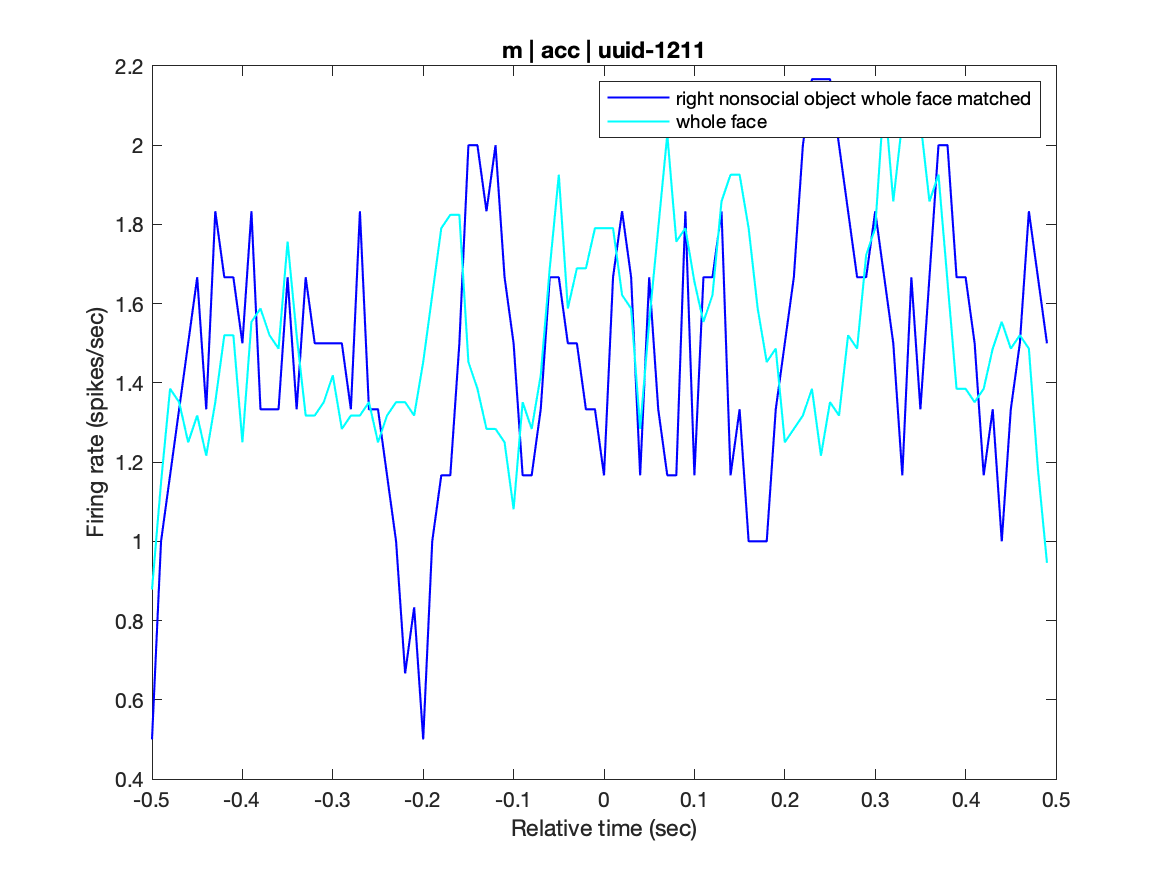 m | acc | uuid-1211
right nonsocial object whole face matched
whole face
Firing rate (spikes/sec)
2.2
2
1.8
1.6
1.4
1.2
1
0.8
0.6
0.4
-0.5 -0.4 -0.3 -0.2 -0.1 0 0.1 0.2 0.3 0.4 0.5
Relative time (sec)